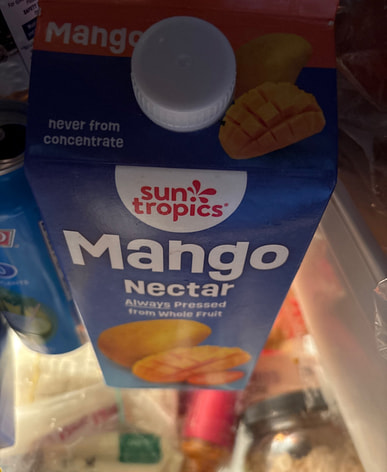 Mango
never from
concentrate
sun
tropics®
Mango
Nectar
Always Pressed
from Whole Fruit